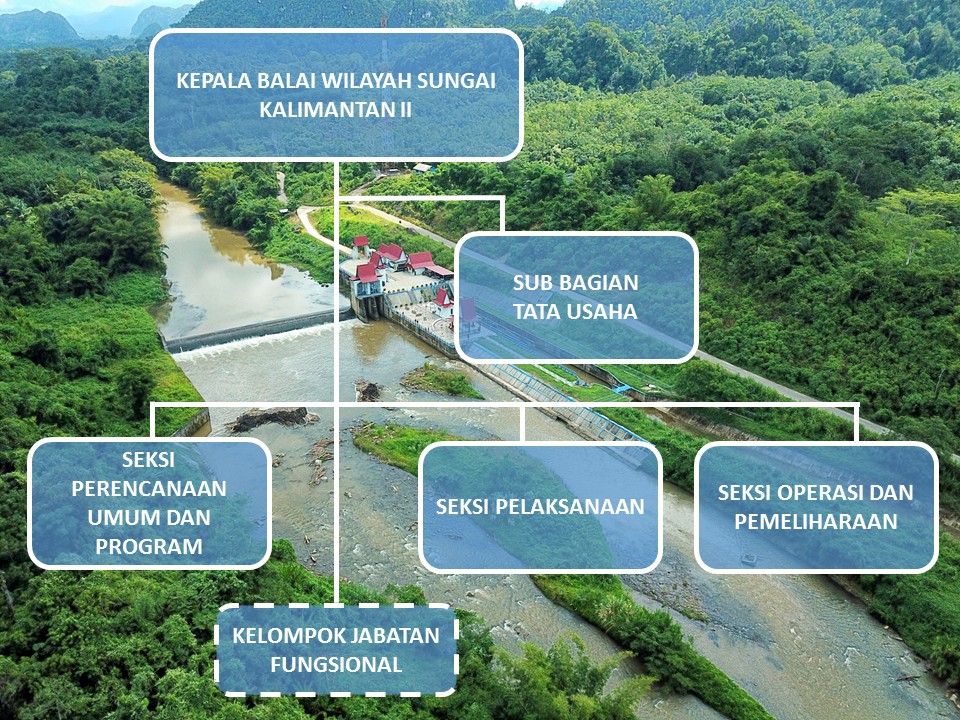 KEPALA BALAI WILAYAH SUNGAI
KALIMANTAN II
SUB BAGIAN
TATA USAHA
SEKSI
PERENCANAAN
UMUM DAN
PROGRAM
SEKSI PELAKSANAAN
SEKSI OPERASI DAN
PEMELIHARAAN
KELOMPOK JABATAN
FUNGSIONAL